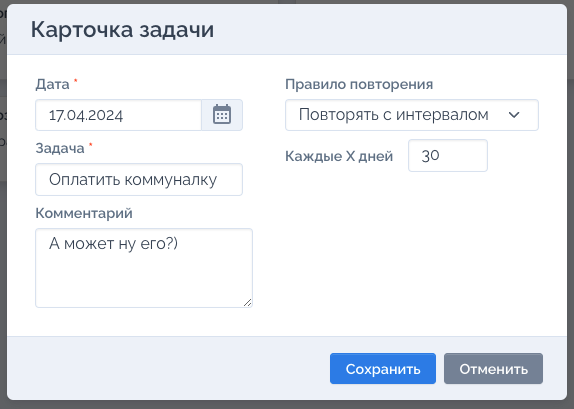 Карточка задачи
Дата *
17.04.2024
Задача *
Оплатить коммуналку
Комментарий
А может ну его?)
Правило повторения
Повторять с интервалом
Каждые X дней
30
Сохранить
Отменить